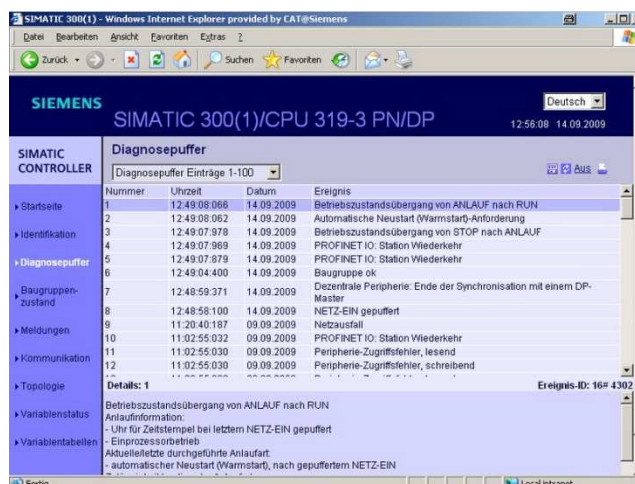 SIMATIC 300(1) - Windows Internet Explorer provided by CAT@Siemens
Datei Bearbeiten Ansicht Favoriten Extras ?
Zurück Suchen Favoriten
SIEMENS
SIMATIC 300(1)/CPU 319-3 PN/DP
Deutsch
12:56:08 14.09.2009
SIMATIC
CONTROLLER
Startseite
Identifikation
Diagnosepuffer
Baugruppen-
zustand
Meldungen
Kommunikation
Topologie
Variablenstatus
Variablentabellen
Diagnosepuffer
Diagnosepuffer Einträge 1-
100
Aus
Nummer Uhrzeit Datum Ereignis
1 12:49:08:066 14.09.2009 Betriebszustandsübergang von ANLAUF nach RUN
2 12:49:08:062 14.09.2009 Automatische Neustart (Warmstart)-Anforderung
3 12:49:07:978 14.09.2009 Betriebszustandsübergang von STOP nach ANLAUF
4 12:49:07:969 14.09.2009 PROFINET IO: Station Wiederkehr
5 12:49:07:879 14.09.2009 PROFINET IO: Station Wiederkehr
6 12:49:04:400 14.09.2009 Baugruppe ok
7 12:48:59:371 14.09.2009 Dezentrale Peripherie: Ende der Synchronisation mit einem DP-
Master
8 12:48:58:100 14.09.2009 NETZ-EIN gepuffert
9 11:20:40:187 09.09.2009 Netzausfall
10 11:02:55:032 09.09.2009 PROFINET IO: Station Wiederkehr
11 11:02:55:030 09.09.2009 Peripherie-Zugriffsfehler, lesend
12 11:02:55:030 09.09.2009 Peripherie-Zugriffsfehler, schreibend
Details: 1 Ereignis-ID: 16# 4302
Betriebszustandsübergang von ANLAUF nach RUN
Anlaufinformation:
- Uhr für Zeitstempel bei letztem NETZ-EIN gepuffert
- Einprozessorbetrieb
Aktuelle/letzte durchgeführte Anlaufart:
- automatischer Neustart (Warmstart), nach gepuffertem NETZ-EIN
Fertig Local intranet